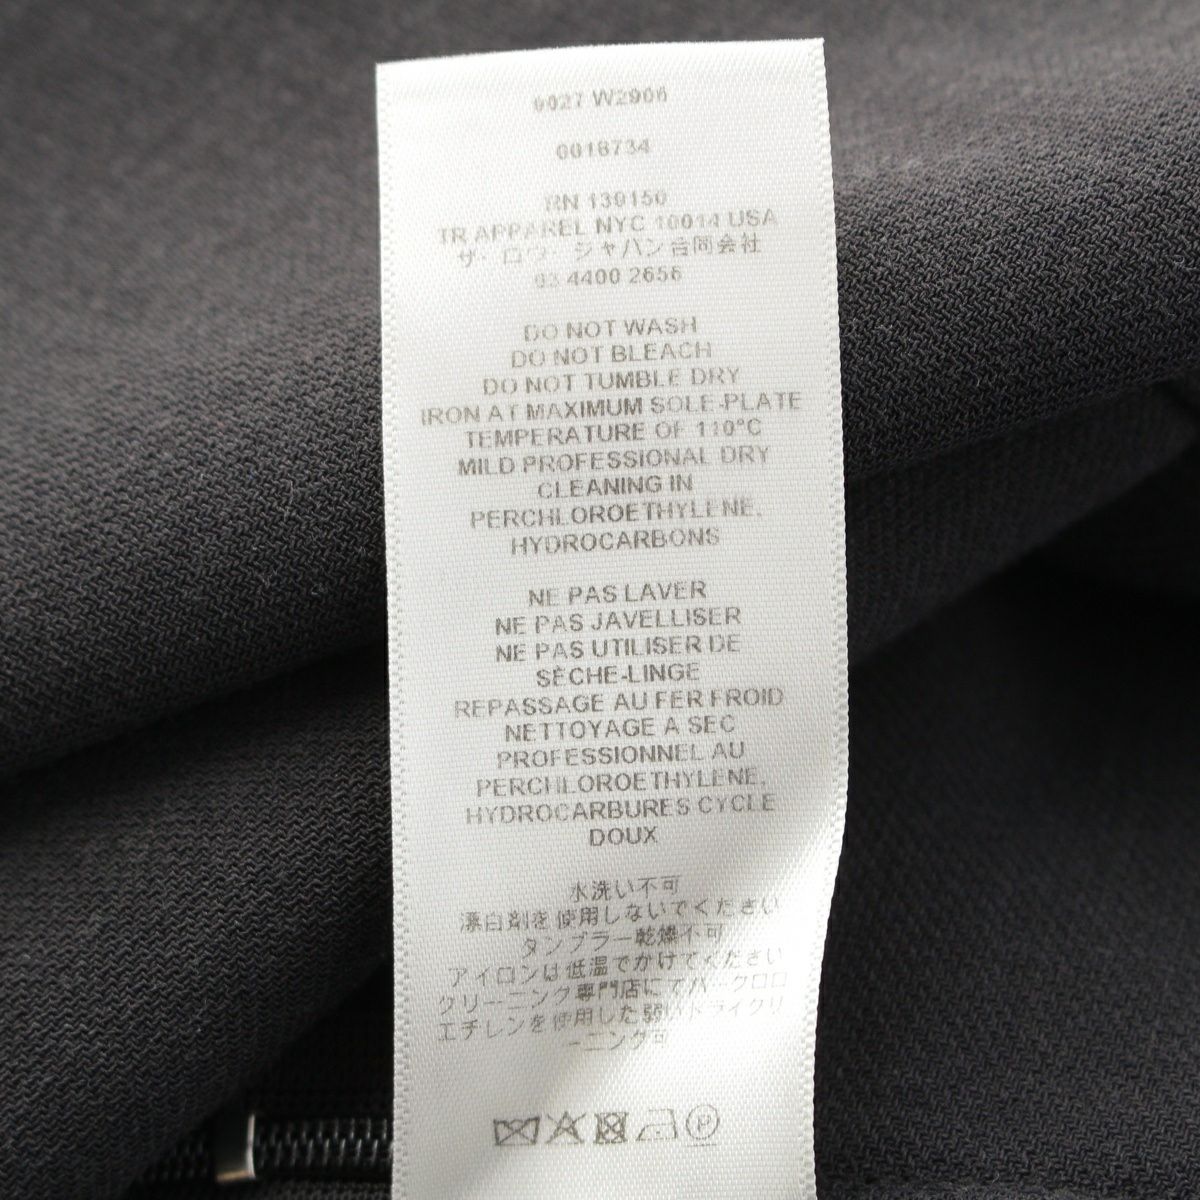 0027 W2906
0018734
RN 139150
TR APPAREL NYC 10014 USA
ザ・ロウ・ジャパン合同会社
03 4400 2656
DO NOT WASH
DO NOT BLEACH
DO NOT TUMBLE DRY
IRON AT MAXIMUM SOLE-PLATE
TEMPERATURE OF 110°C
MILD PROFESSIONAL DRY
CLEANING IN
PERCHLOROETHYLENE,
HYDROCARBONS
NE PAS LAVER
NE PAS JAVELLISER
NE PAS UTILISER DE
SÈCHE-LINGE
REPASSAGE AU FER FROID
NETTOYAGE A SEC
PROFESSIONNEL AU
PERCHLOROETHYLENE,
HYDROCARBURES CYCLE
DOUX
水洗い不可
漂白剤を使用しないでください
タンブラー乾燥不可
アイロンは低温でかけてください
クリーニング専門店にてパークロロ
エチレンを使用した弱いドライクリ
ーニング可
P